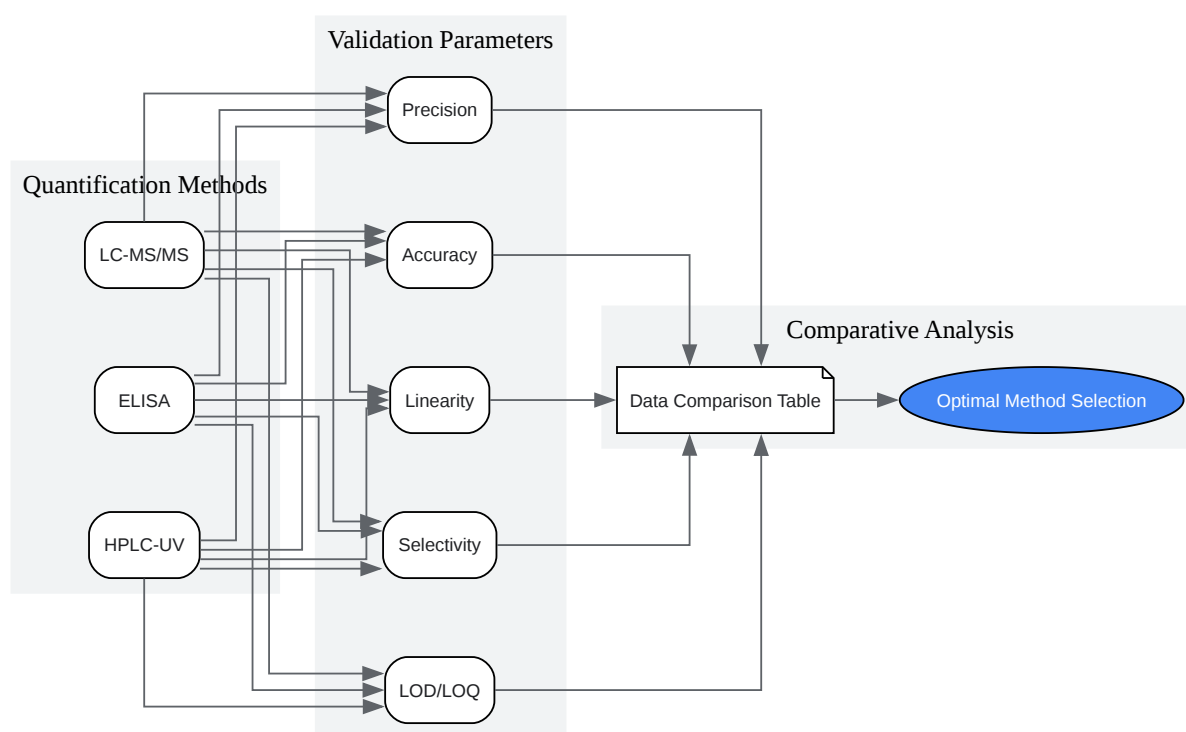 Validation Parameters
Precision
Quantification Methods
LC-MS/MS
Accuracy
Comparative Analysis
ELISA
Linearity
Data Comparison Table
Optimal Method Selection
HPLC-UV
Selectivity
LOD/LOQ